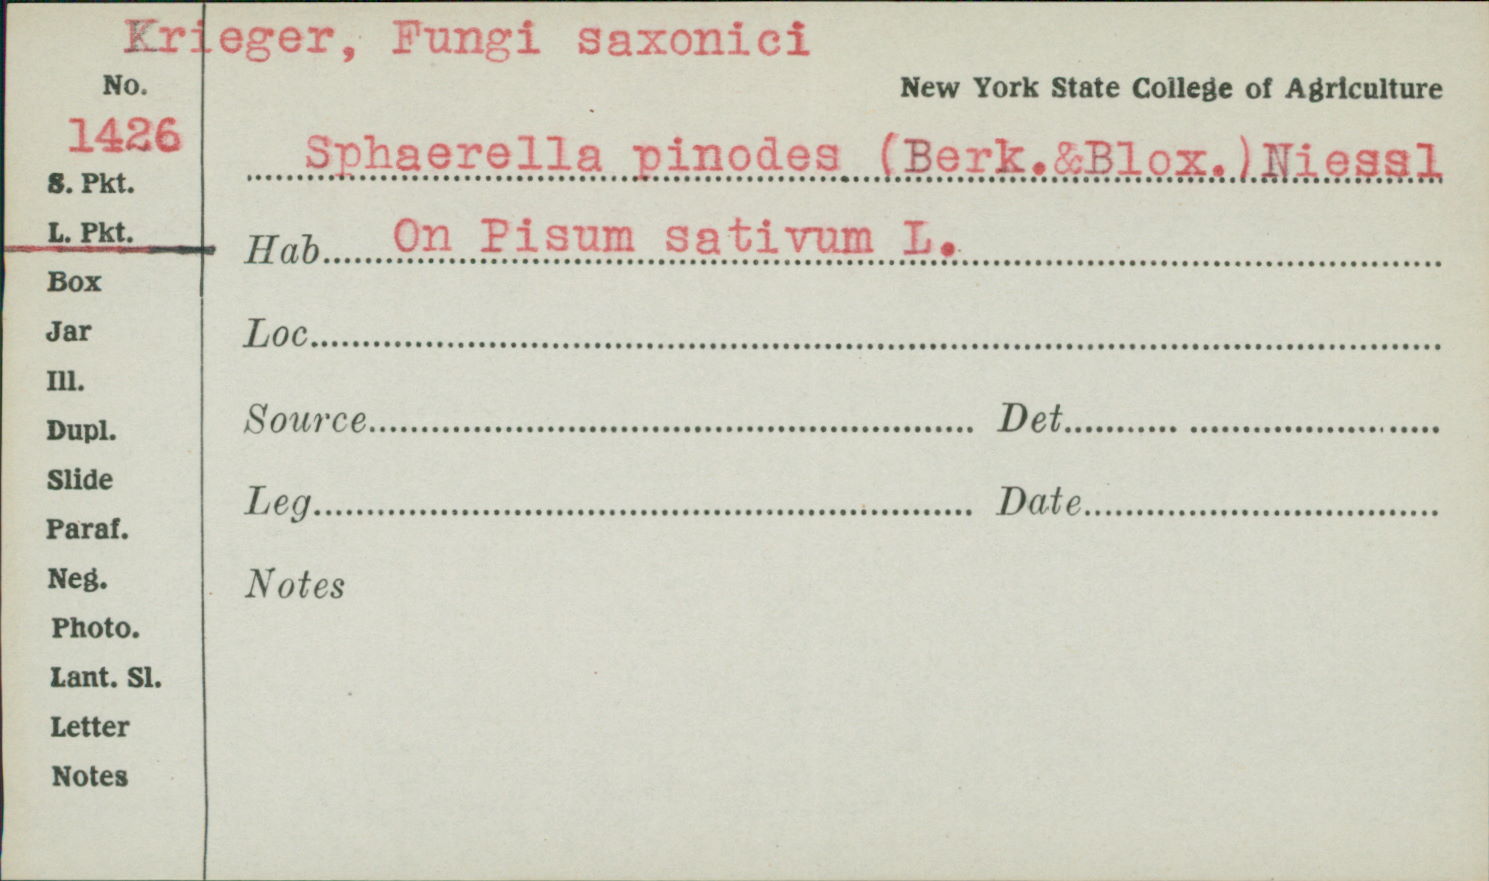 Krieger, Fungi saxonici
No.
New York State College of Agriculture
1426
Sphaerella pinodes (Berk.&Blox.)Niessl
S. Pkt.
L. Pkt.
Hab. On Pisum sativum L.
Box
Jar
Loc.
Ill.
Dupl.
Source Det.
Slide
Leg. Date
Paraf.
Neg.
Notes
Photo.
Lant. Sl.
Letter
Notes